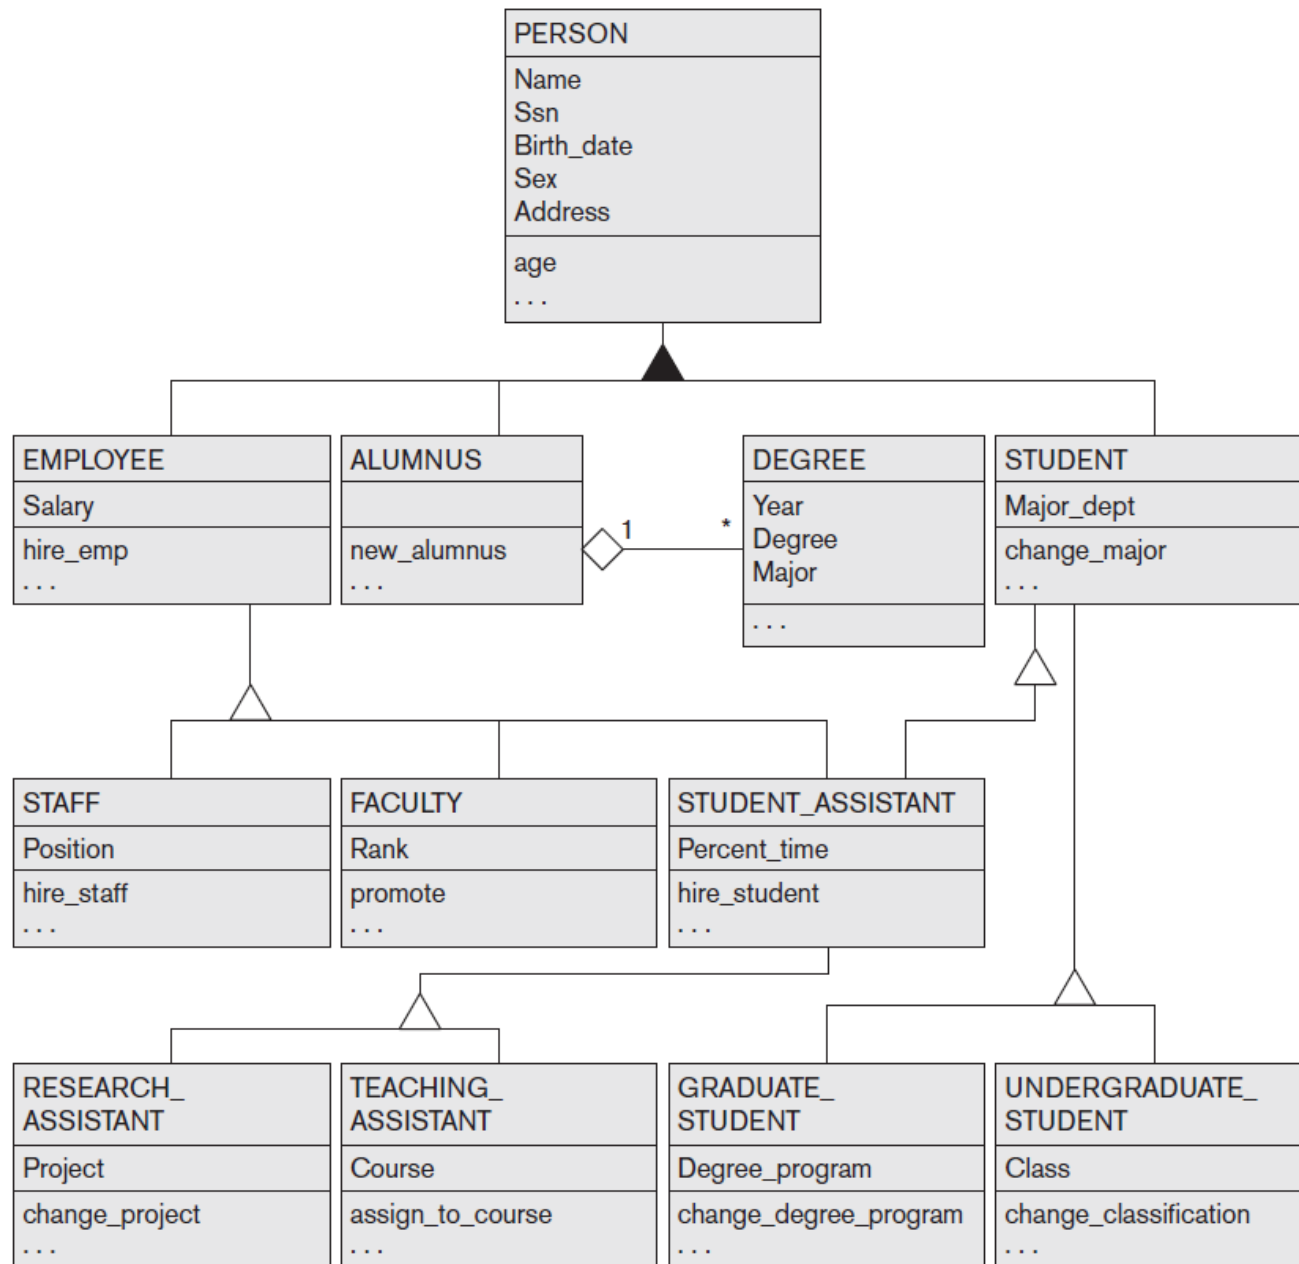 PERSON
Name
Ssn
Birth_date
Sex
Address
age
. . .
EMPLOYEE
Salary
hire_emp
. . .
ALUMNUS
new_alumnus
. . .
1
*
DEGREE
Year
Degree
Major
. . .
STUDENT
Major_dept
change_major
. . .
STAFF
Position
hire_staff
. . .
FACULTY
Rank
promote
. . .
STUDENT_ASSISTANT
Percent_time
hire_student
. . .
RESEARCH_
ASSISTANT
Project
change_project
. . .
TEACHING_
ASSISTANT
Course
assign_to_course
. . .
GRADUATE_
STUDENT
Degree_program
change_degree_program
. . .
UNDERGRADUATE_
STUDENT
Class
change_classification
. . .